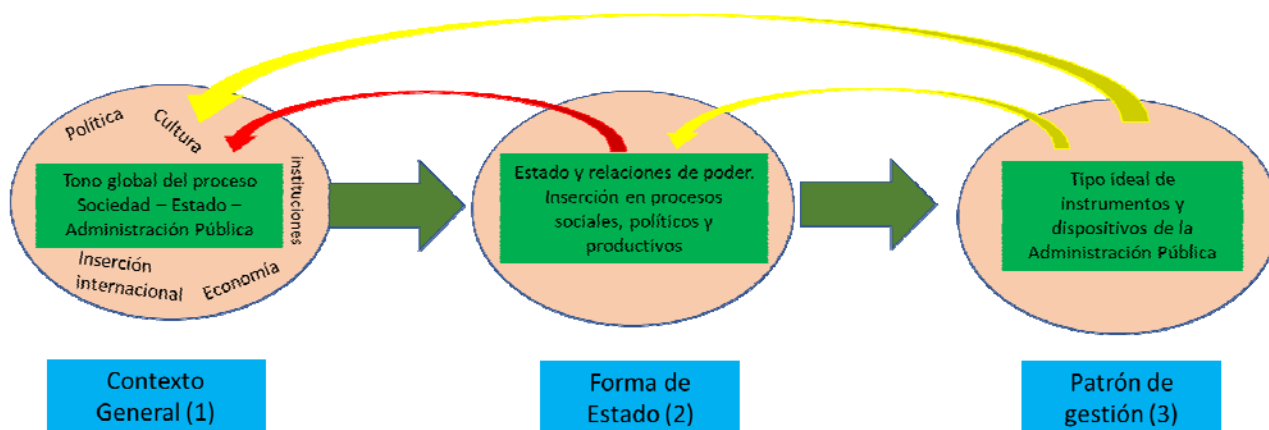 Política
Cultura
instituciones
Tono global del proceso
Sociedad – Estado –
Administración Pública
Inserción
internacional
Economía
Estado y relaciones de poder.
Inserción en procesos
sociales, políticos y
productivos
Tipo ideal de
instrumentos y
dispositivos de la
Administración Pública
Contexto
General (1)
Forma de
Estado (2)
Patrón de
gestión (3)